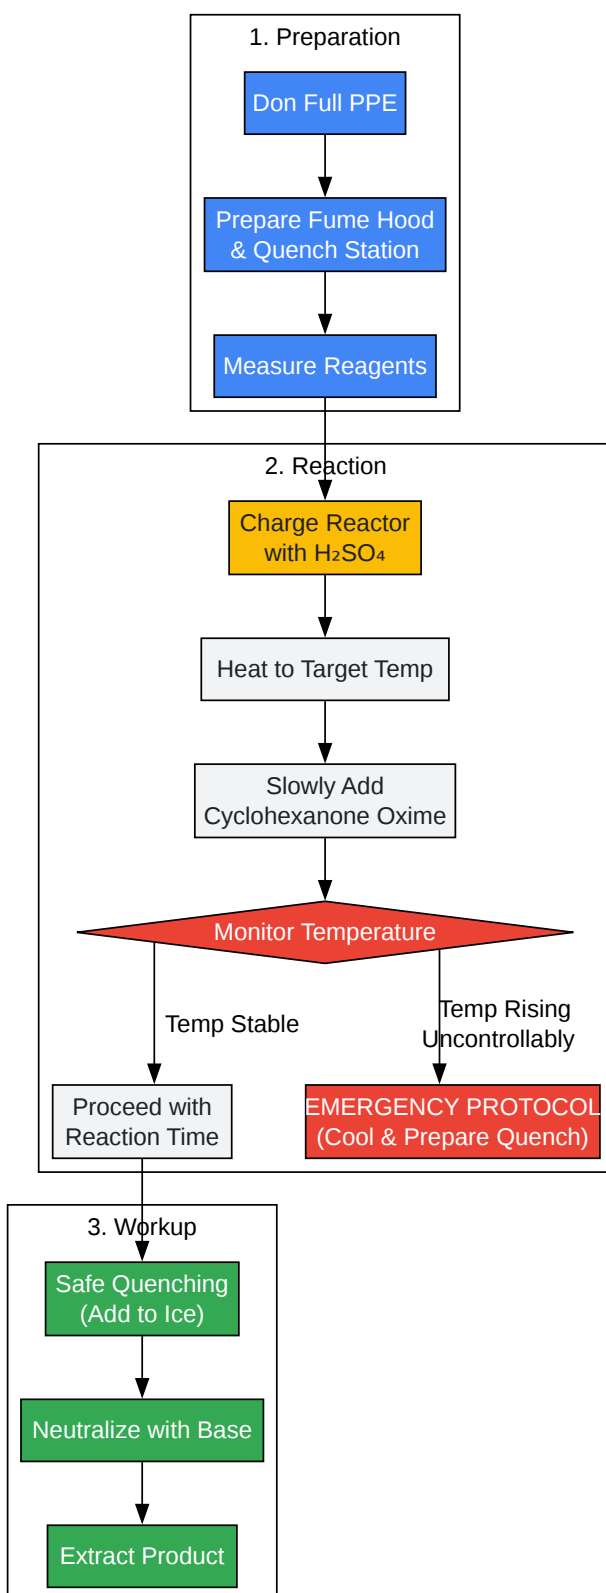 1. Preparation
Don Full PPE
Prepare Fume Hood
& Quench Station
Measure Reagents
2. Reaction
Charge Reactor
with H₂SO₄
Heat to Target Temp
Slowly Add
Cyclohexanone Oxime
Monitor Temperature
Temp Stable
Temp Rising
Uncontrollably
Proceed with
Reaction Time
EMERGENCY PROTOCOL
(Cool & Prepare Quench)
3. Workup
Safe Quenching
(Add to Ice)
Neutralize with Base
Extract Product